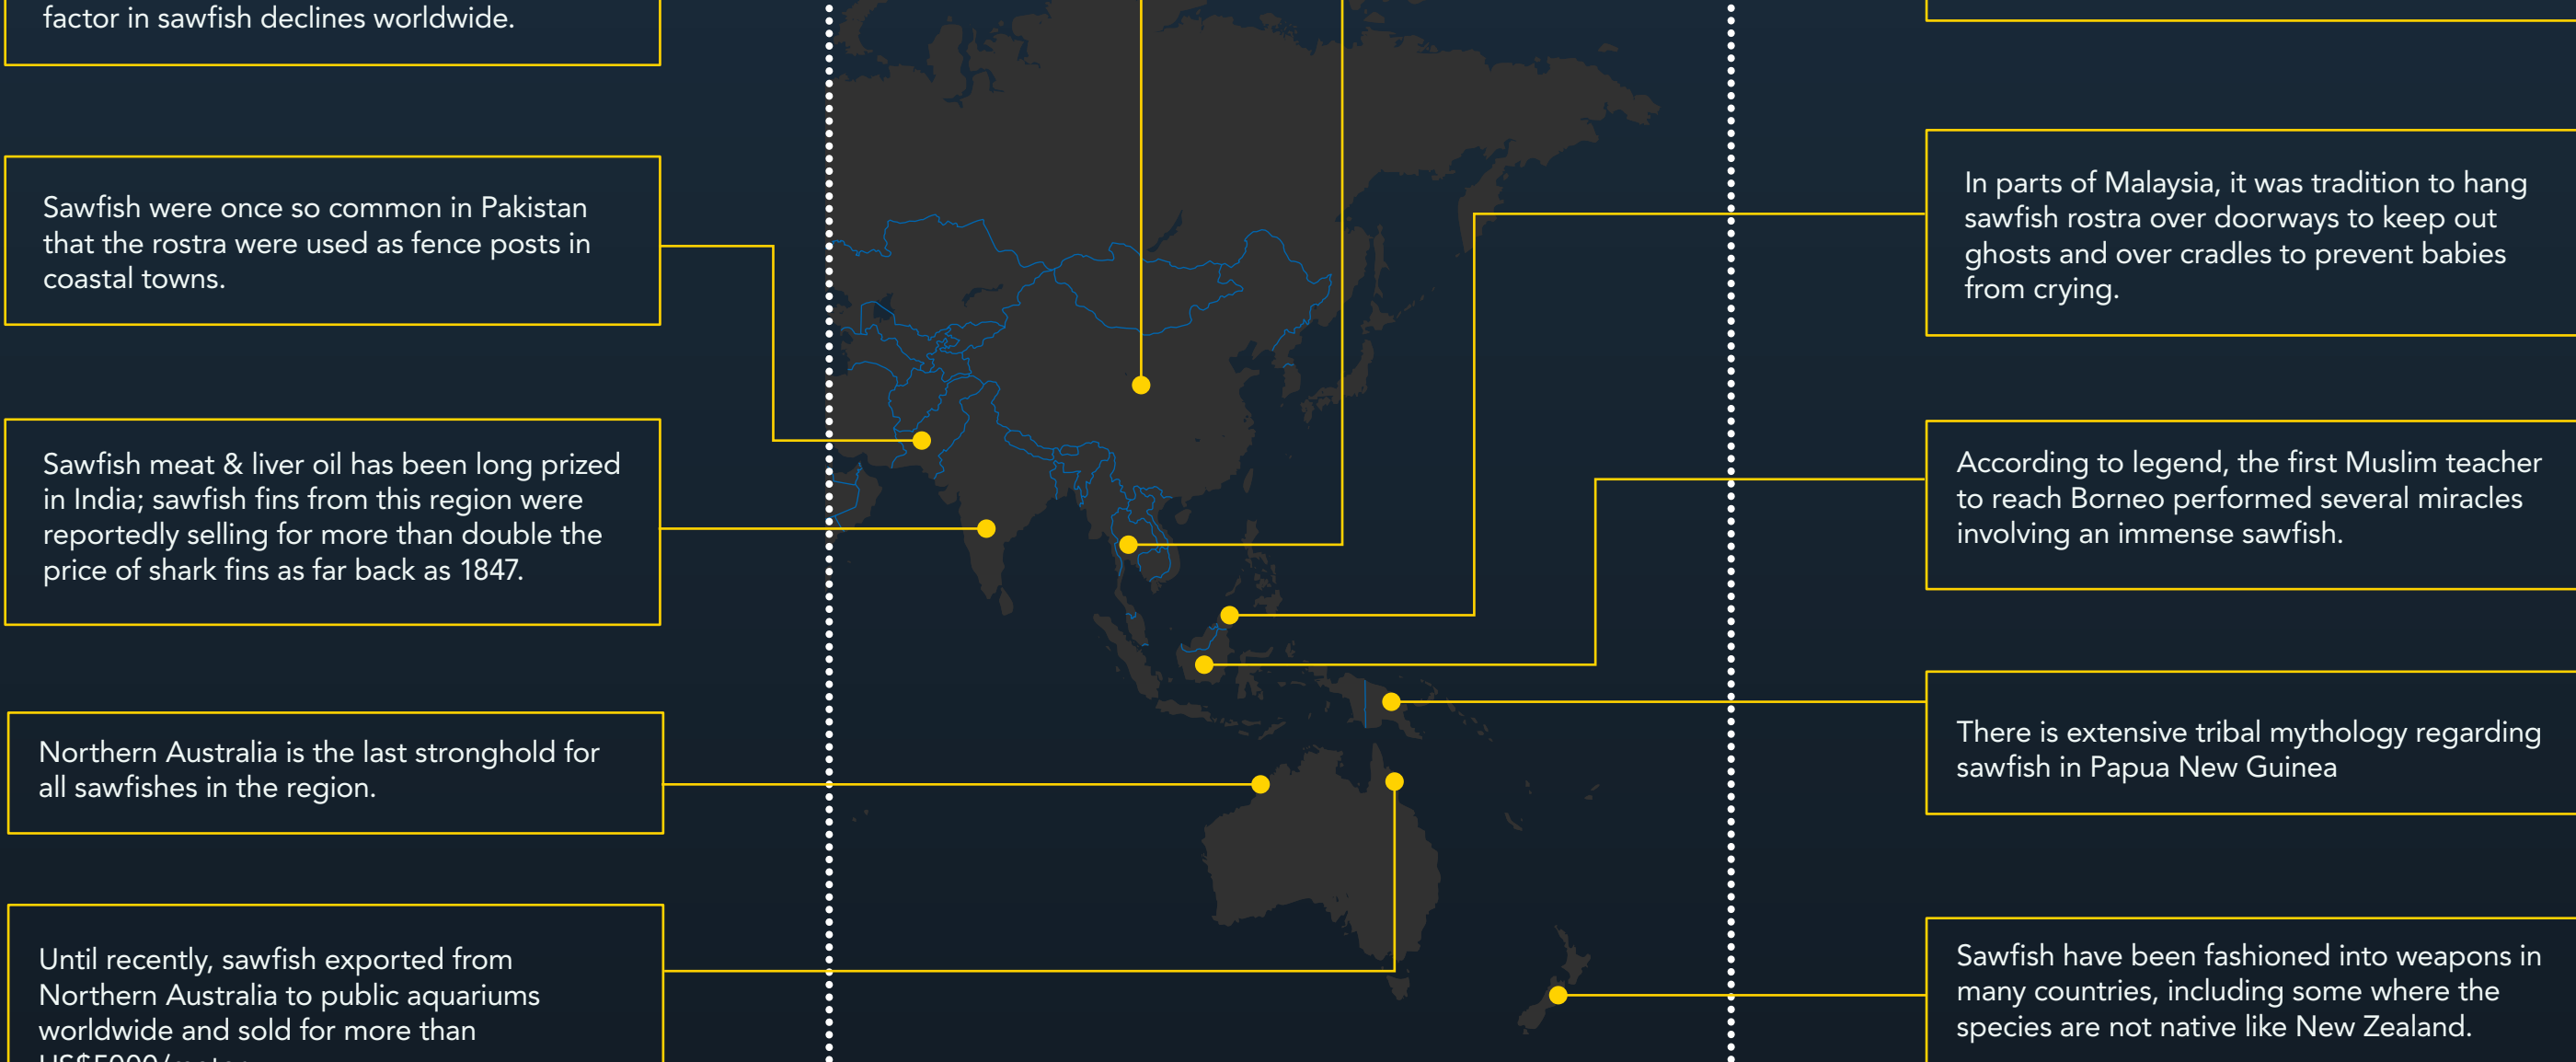 factor in sawfish declines worldwide.
Sawfish were once so common in Pakistan
that the rostra were used as fence posts in
coastal towns.
Sawfish meat & liver oil has been long prized
in India; sawfish fins from this region were
reportedly selling for more than double the
price of shark fins as far back as 1847.
Northern Australia is the last stronghold for
all sawfishes in the region.
Until recently, sawfish exported from
Northern Australia to public aquariums
worldwide and sold for more than
In parts of Malaysia, it was tradition to hang
sawfish rostra over doorways to keep out
ghosts and over cradles to prevent babies
from crying.
According to legend, the first Muslim teacher
to reach Borneo performed several miracles
involving an immense sawfish.
There is extensive tribal mythology regarding
sawfish in Papua New Guinea
Sawfish have been fashioned into weapons in
many countries, including some where the
species are not native like New Zealand.